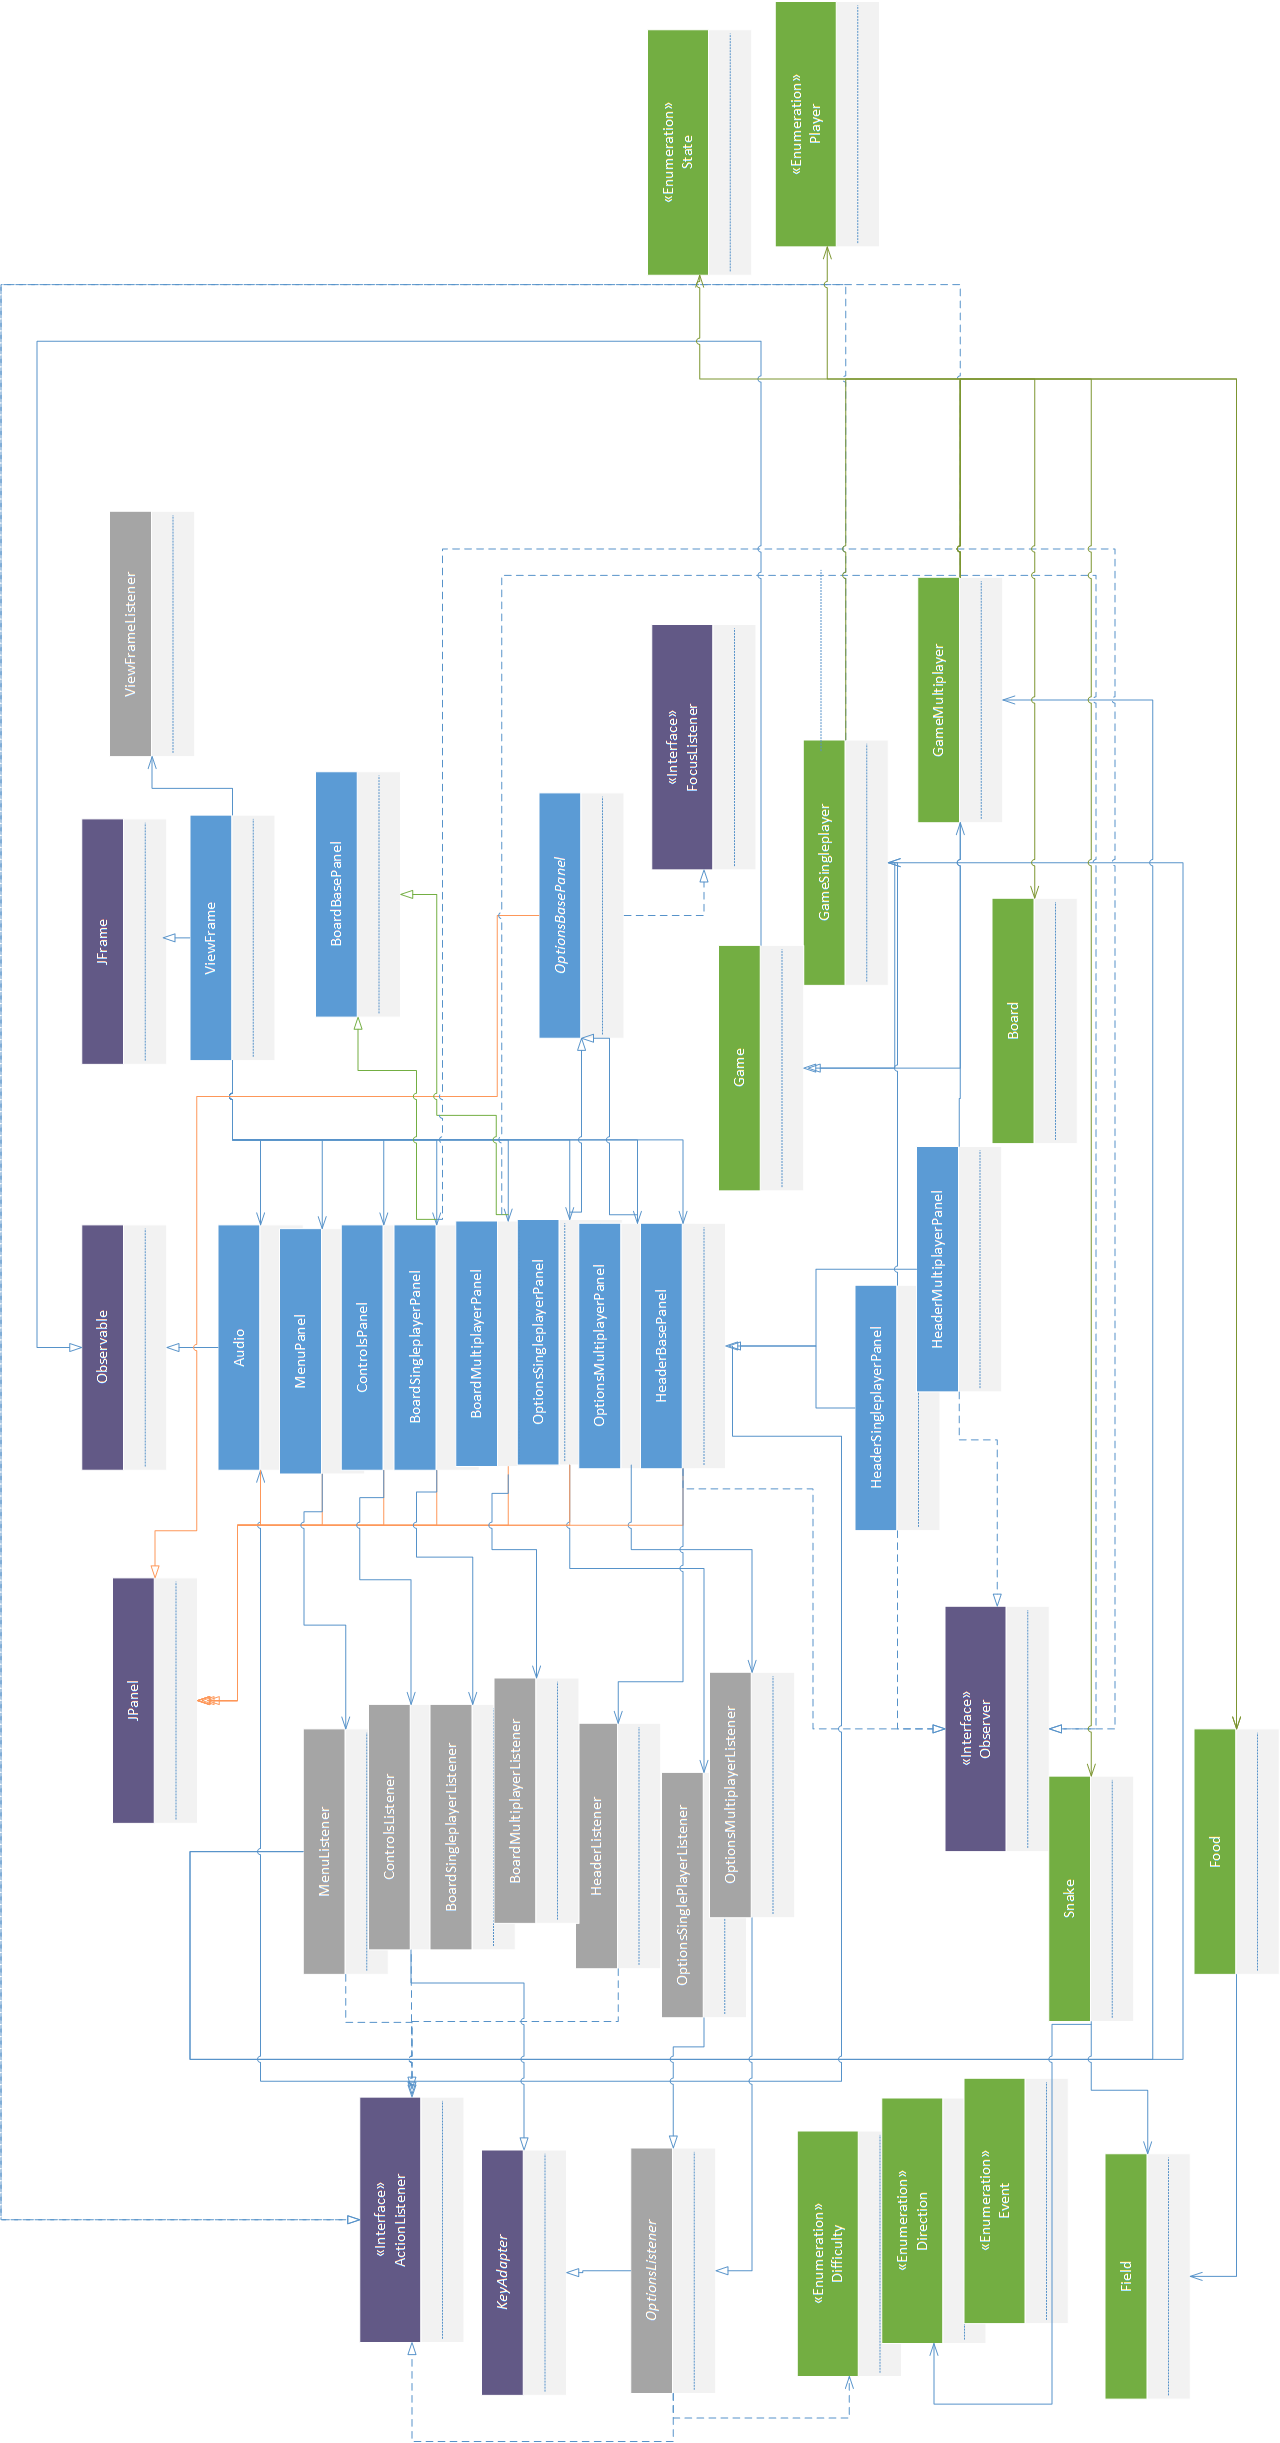 «Enumeration»
State
«Enumeration»
Player
ViewFrameListener
JFrame
ViewFrame
BoardBasePanel
OptionsBasePanel
«Interface»
FocusListener
GameSingleplayer
GameMultiplayer
Game
Board
Observable
Audio
MenuPanel
ControlsPanel
BoardSingleplayerPanel
BoardMultiplayerPanel
OptionsSingleplayerPanel
OptionsMultiplayerPanel
HeaderBasePanel
HeaderSingleplayerPanel
HeaderMultiplayerPanel
JPanel
MenuListener
ControlsListener
BoardSingleplayerListener
BoardMultiplayerListener
HeaderListener
OptionsSinglePlayerListener
OptionsMultiplayerListener
«Interface»
Observer
Snake
Food
«Interface»
ActionListener
KeyAdapter
OptionsListener
«Enumeration»
Difficulty
«Enumeration»
Direction
«Enumeration»
Event
Field